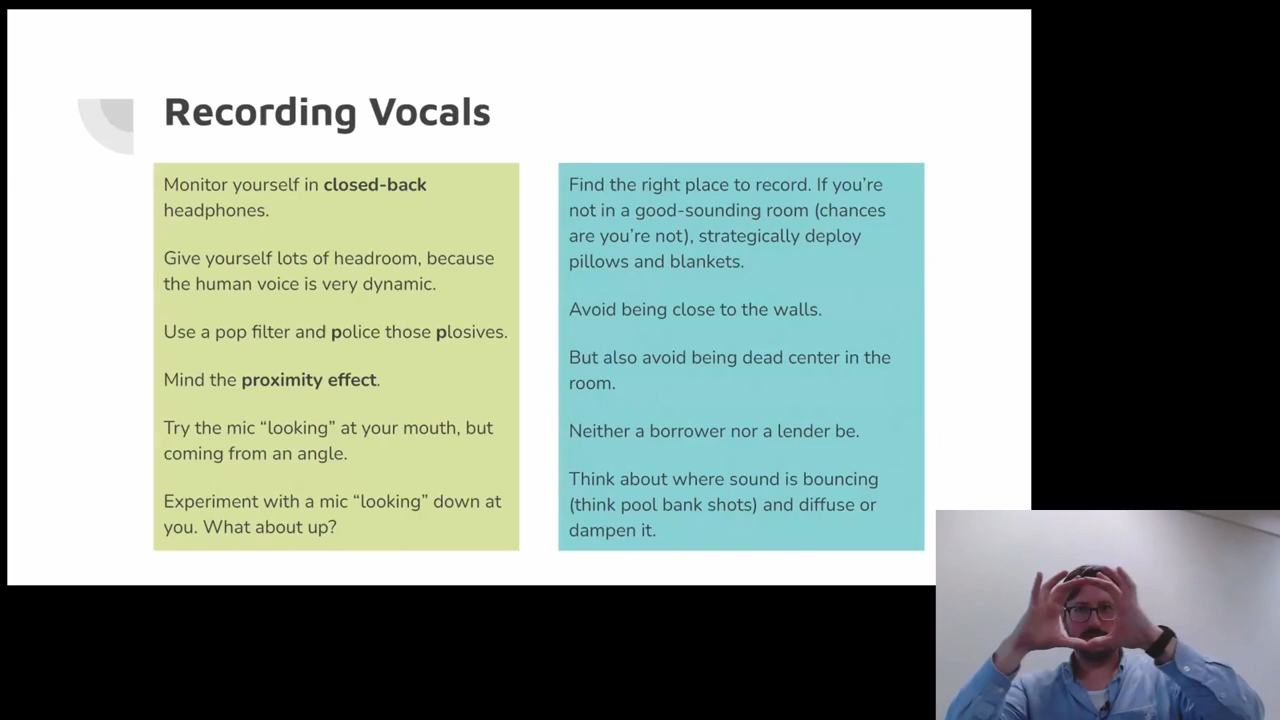 Recording Vocals
Monitor yourself in closed-back
headphones.
Give yourself lots of headroom, because
the human voice is very dynamic.
Use a pop filter and police those plosives.
Mind the proximity effect.
Try the mic “looking” at your mouth, but
coming from an angle.
Experiment with a mic “looking” down at
you. What about up?
Find the right place to record. If you’re
not in a good-sounding room (chances
are you’re not), strategically deploy
pillows and blankets.
Avoid being close to the walls.
But also avoid being dead center in the
room.
Neither a borrower nor a lender be.
Think about where sound is bouncing
(think pool bank shots) and diffuse or
dampen it.